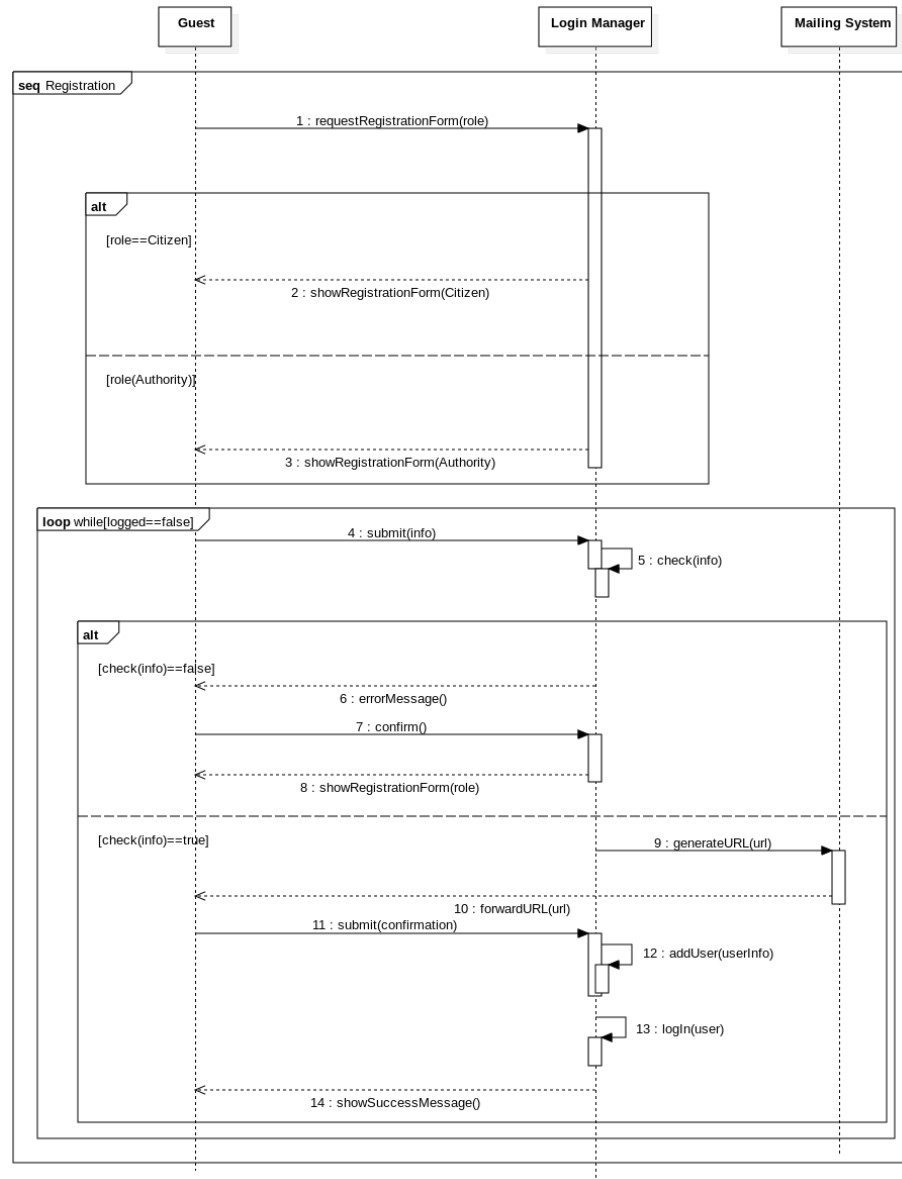 Guest
Login Manager
Mailing System
seq Registration
1 : requestRegistrationForm(role)
alt
[role==Citizen]
2 : showRegistrationForm(Citizen)
[role(Authority)]
3 : showRegistrationForm(Authority)
loop while[logged==false]
4 : submit(info)
5 : check(info)
alt
[check(info)==false]
6 : errorMessage()
7 : confirm()
8 : showRegistrationForm(role)
[check(info)==true]
9 : generateURL(url)
10 : forwardURL(url)
11 : submit(confirmation)
12 : addUser(userInfo)
13 : logIn(user)
14 : showSuccessMessage()